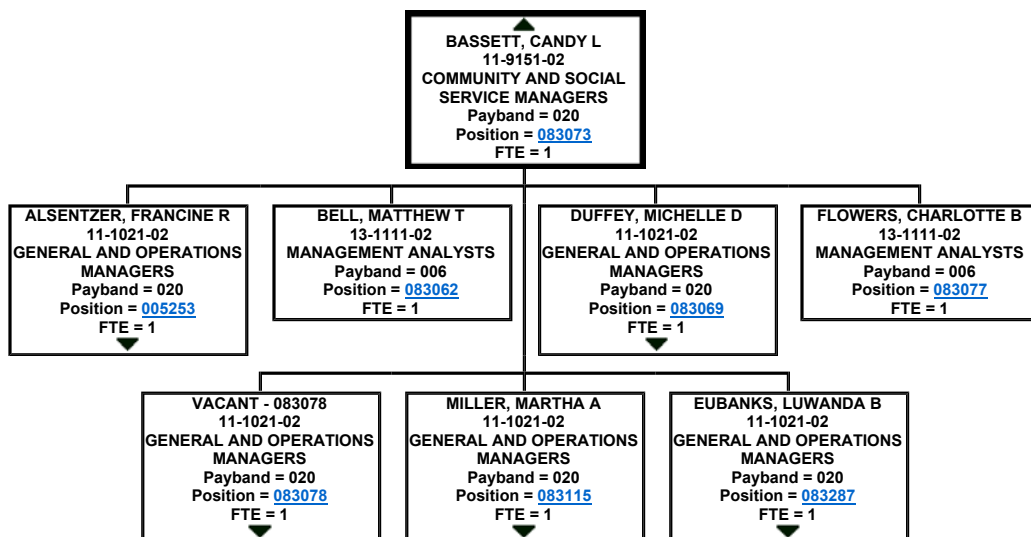 BASSETT, CANDY L
11-9151-02
COMMUNITY AND SOCIAL
SERVICE MANAGERS
Payband = 020
Position = 083073
FTE = 1
ALSENTZER, FRANCINE R
11-1021-02
GENERAL AND OPERATIONS
MANAGERS
Payband = 020
Position = 005253
FTE = 1
BELL, MATTHEW T
13-1111-02
MANAGEMENT ANALYSTS
Payband = 006
Position = 083062
FTE = 1
DUFFEY, MICHELLE D
11-1021-02
GENERAL AND OPERATIONS
MANAGERS
Payband = 020
Position = 083069
FTE = 1
FLOWERS, CHARLOTTE B
13-1111-02
MANAGEMENT ANALYSTS
Payband = 006
Position = 083077
FTE = 1
VACANT - 083078
11-1021-02
GENERAL AND OPERATIONS
MANAGERS
Payband = 020
Position = 083078
FTE = 1
MILLER, MARTHA A
11-1021-02
GENERAL AND OPERATIONS
MANAGERS
Payband = 020
Position = 083115
FTE = 1
EUBANKS, LUWANDA B
11-1021-02
GENERAL AND OPERATIONS
MANAGERS
Payband = 020
Position = 083287
FTE = 1